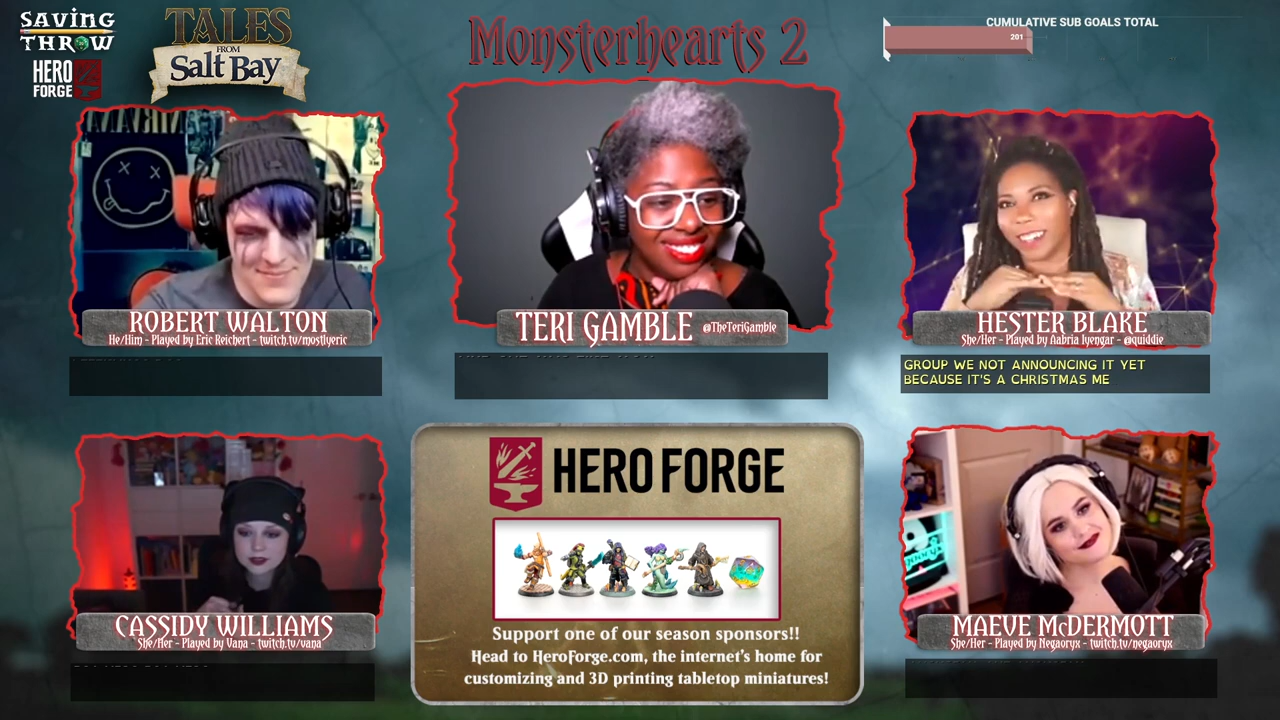 SAVING
THROW
HERO
FORGE
TALES
FROM
Salt Bay
Monsterhearts 2
CUMULATIVE SUB GOALS TOTAL
201
ROBERT WALTON
He/Him - Played by Eric Reichert - twitch.tv/mostlyeric
TERI GAMBLE @TheTeriGamble
HESTER BLAKE
She/Her - Played by Aabria Iyengar - @quiddie
GROUP WE NOT ANNOUNCING IT YET
BECAUSE IT'S A CHRISTMAS ME
CASSIDY WILLIAMS
She/Her - Played by Vana - twitch.tv/vana
HERO FORGE
Support one of our season sponsors!!
Head to HeroForge.com, the internet's home for
customizing and 3D printing tabletop miniatures!
MAEVE McDERMOTT
She/Her - Played by Negaoryx - twitch.tv/negaoryx